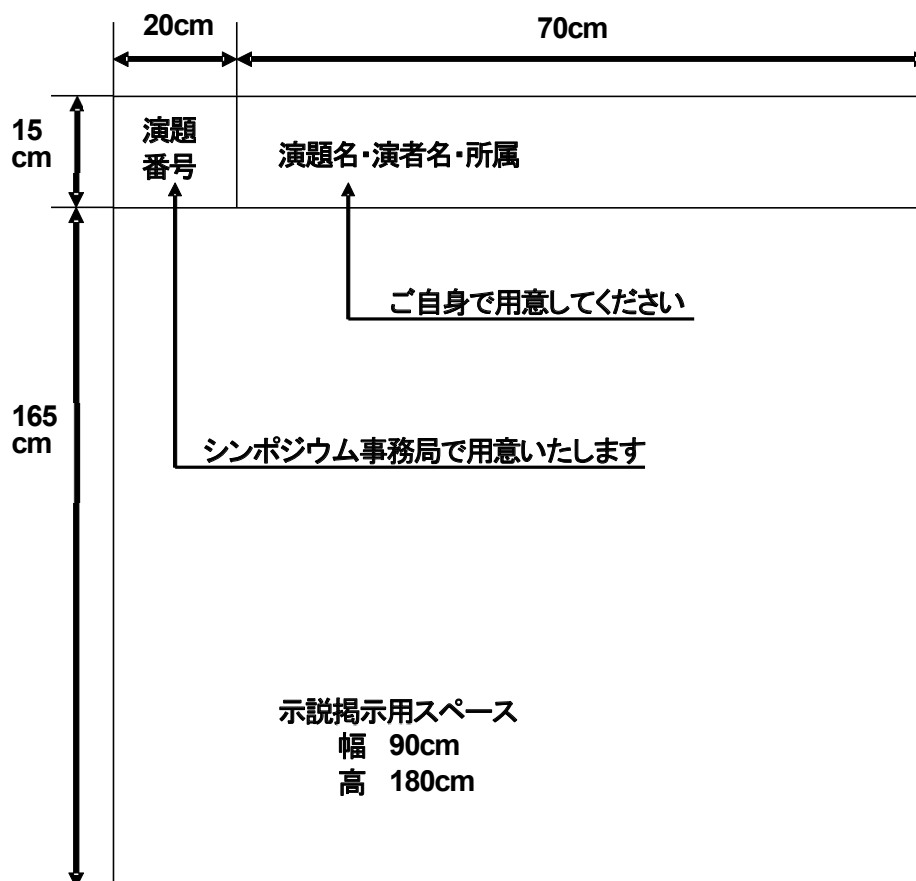 20cm
70cm
15
cm
演題
番号
演題名・演者名・所属
ご自身で用意してください
165
cm
シンポジウム事務局で用意いたします
示説掲示用スペース
幅 90cm
高 180cm